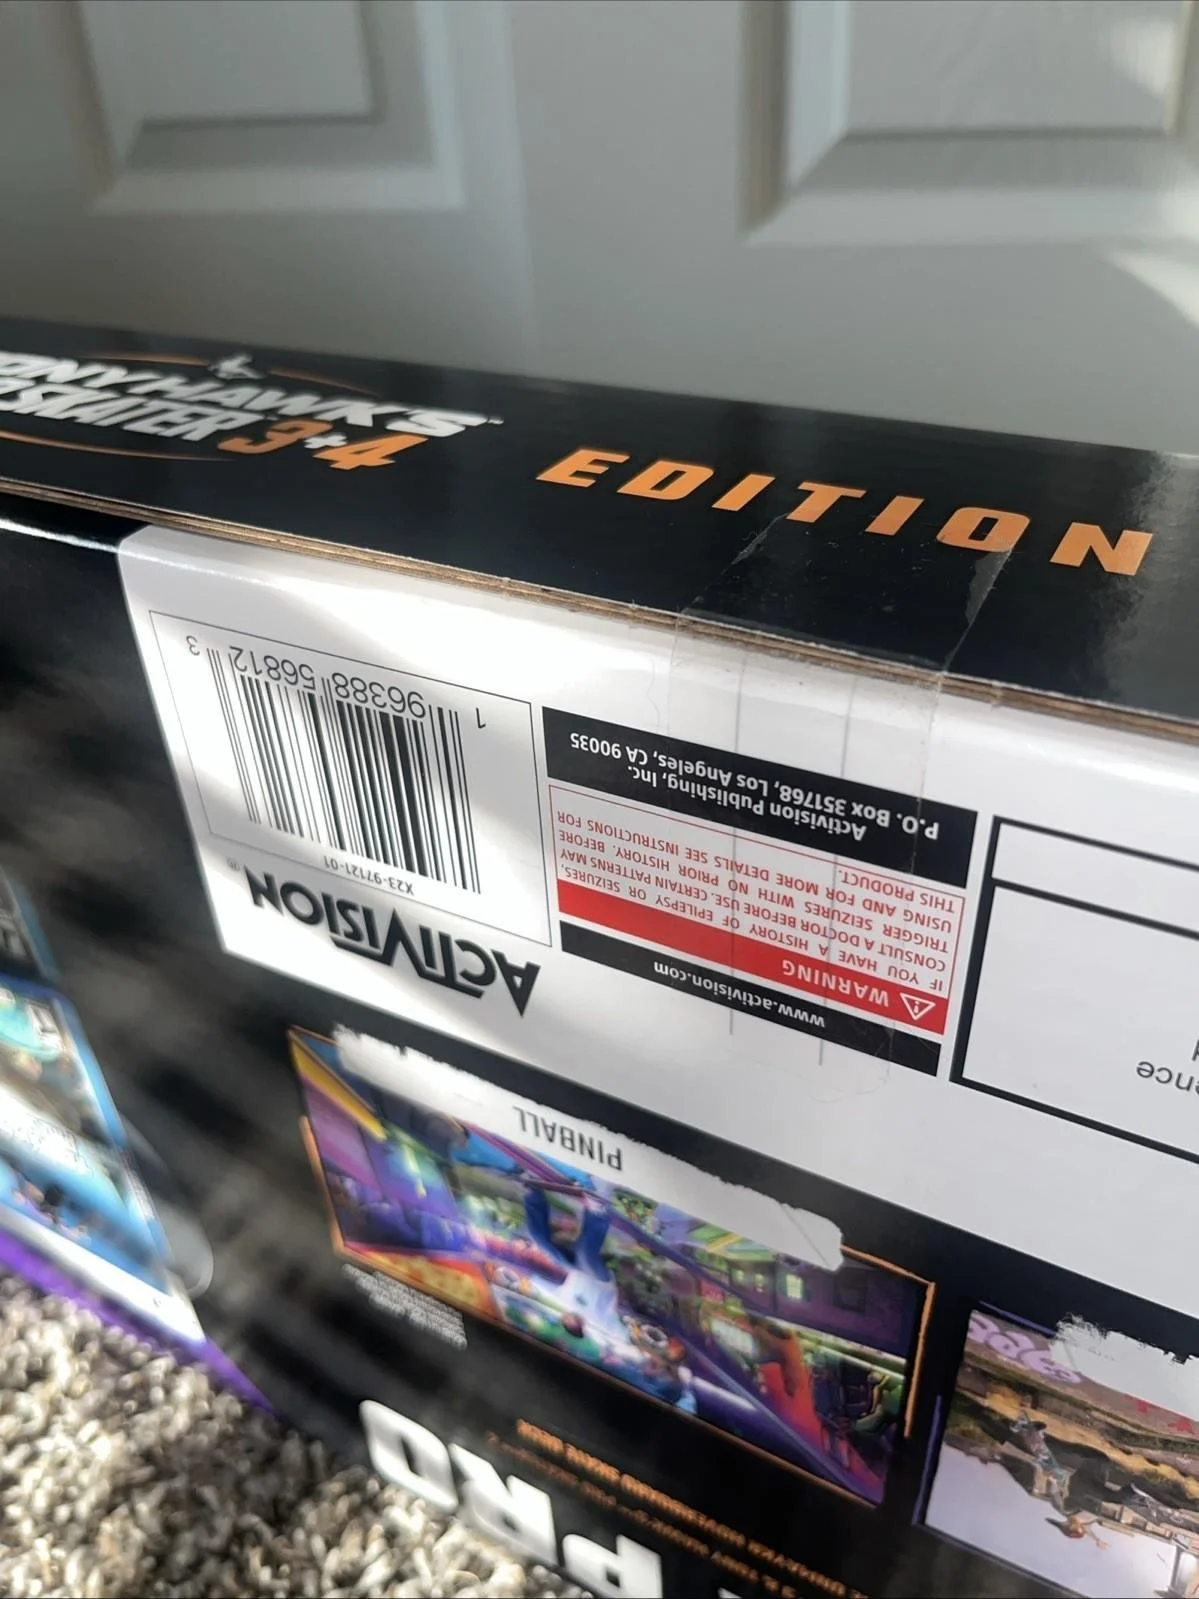 TONY HAWK'S™
PRO SKATER™ 3+4
EDITION
1 96388 56812 3
X23-97121-01
ACTIVISION®
www.activision.com
WARNING
IF YOU HAVE A HISTORY OF EPILEPSY OR SEIZURES,
CONSULT A DOCTOR BEFORE USE. CERTAIN PATTERNS MAY
TRIGGER SEIZURES WITH NO PRIOR HISTORY. BEFORE
USING AND FOR MORE DETAILS SEE INSTRUCTIONS FOR
THIS PRODUCT.
Activision Publishing, Inc.
P.O. Box 351768, Los Angeles, CA 90035
PINBALL
PRO